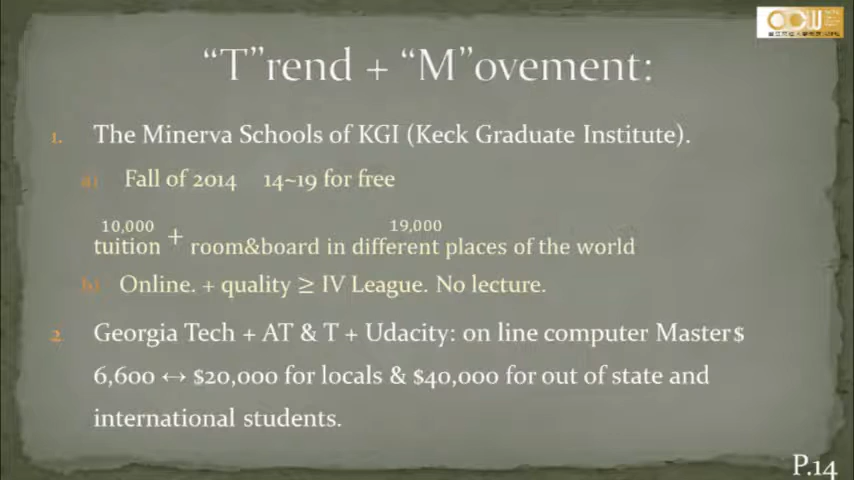 OCW
"T"rend + "M"ovement:
1. The Minerva Schools of KGI (Keck Graduate Institute).
a) Fall of 2014 14~19 for free
10,000 19,000
tuition + room&board in different places of the world
b) Online. + quality ≥ IV League. No lecture.
2. Georgia Tech + AT & T + Udacity: on line computer Master $
6,600 ↔ $20,000 for locals & $40,000 for out of state and
international students.
P.14